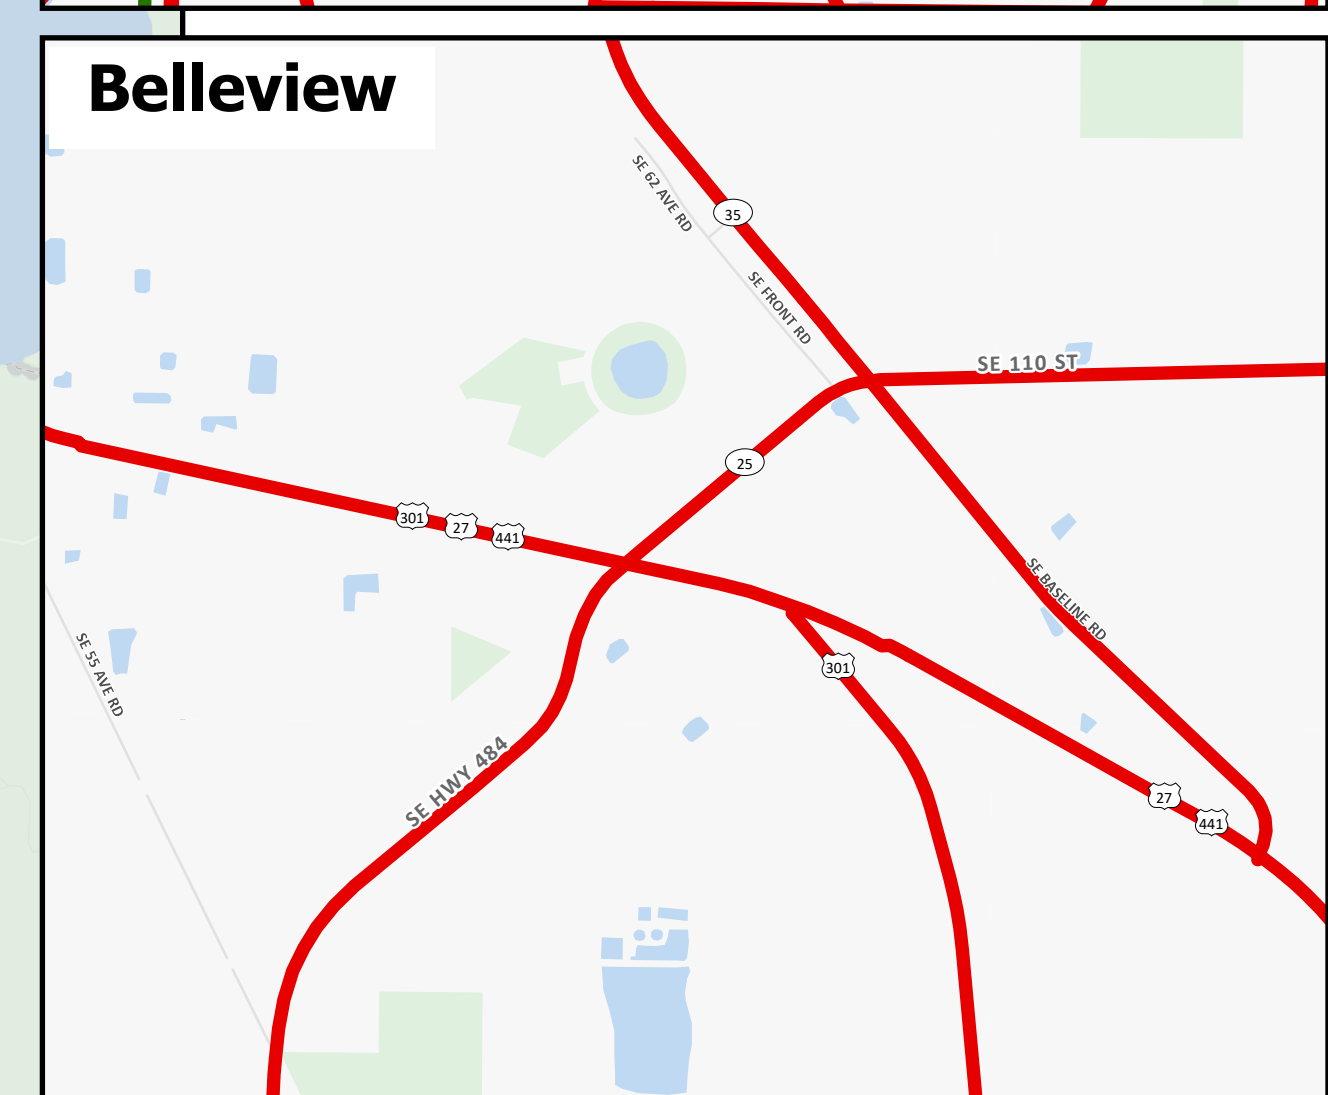 Belleview
SE 62 AVE RD
35
SE FRONT RD
SE 110 ST
25
301
27
441
SE BASELINE RD
SE 55 AVE RD
301
SE HWY 484
27
441